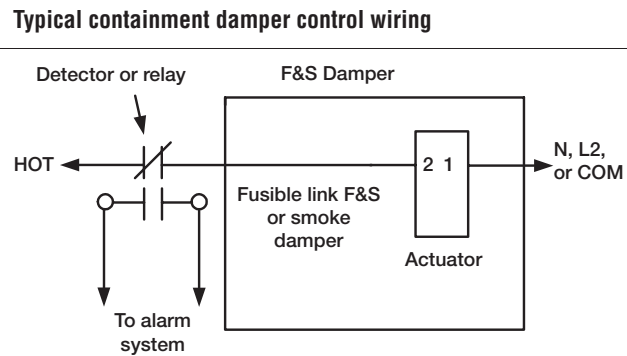 Typical containment damper control wiring
Detector or relay
F&S Damper
HOT
2 1
N, L2,
or COM
Fusible link F&S
or smoke
damper
Actuator
To alarm
system